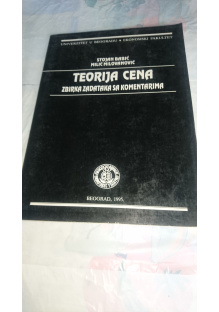 UNIVERZITET U BEOGRADU • EKONOMSKI FAKULTET
STOJAN BABIĆ
MILIĆ MILOVANOVIĆ
TEORIJA CENA
ZBIRKA ZADATAKA SA KOMENTARIMA
BEOGRAD, 1995.